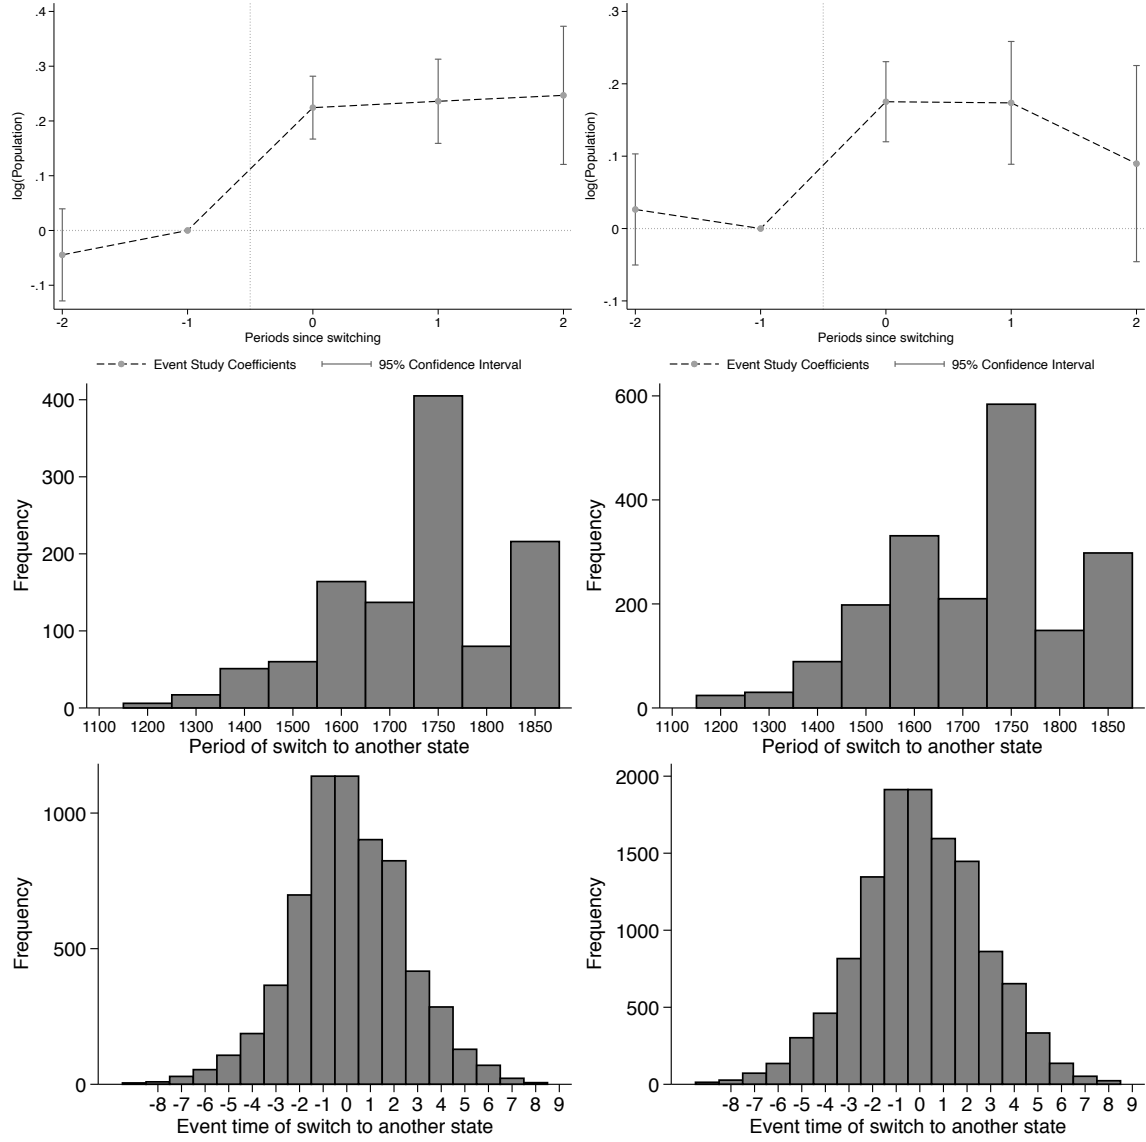 .4
.3
.2
.1
0
-.1
log(Population)
-2 -1 0 1 2
Periods since switching
Event Study Coefficients 95% Confidence Interval
.3
.2
.1
0
-.1
log(Population)
-2 -1 0 1 2
Periods since switching
Event Study Coefficients 95% Confidence Interval
400
300
200
100
0
Frequency
1100 1200 1300 1400 1500 1600 1700 1750 1800 1850
Period of switch to another state
600
400
200
0
Frequency
1100 1200 1300 1400 1500 1600 1700 1750 1800 1850
Period of switch to another state
1000
500
0
Frequency
-8 -7 -6 -5 -4 -3 -2 -1 0 1 2 3 4 5 6 7 8 9
Event time of switch to another state
2000
1500
1000
500
0
Frequency
-8 -7 -6 -5 -4 -3 -2 -1 0 1 2 3 4 5 6 7 8 9
Event time of switch to another state